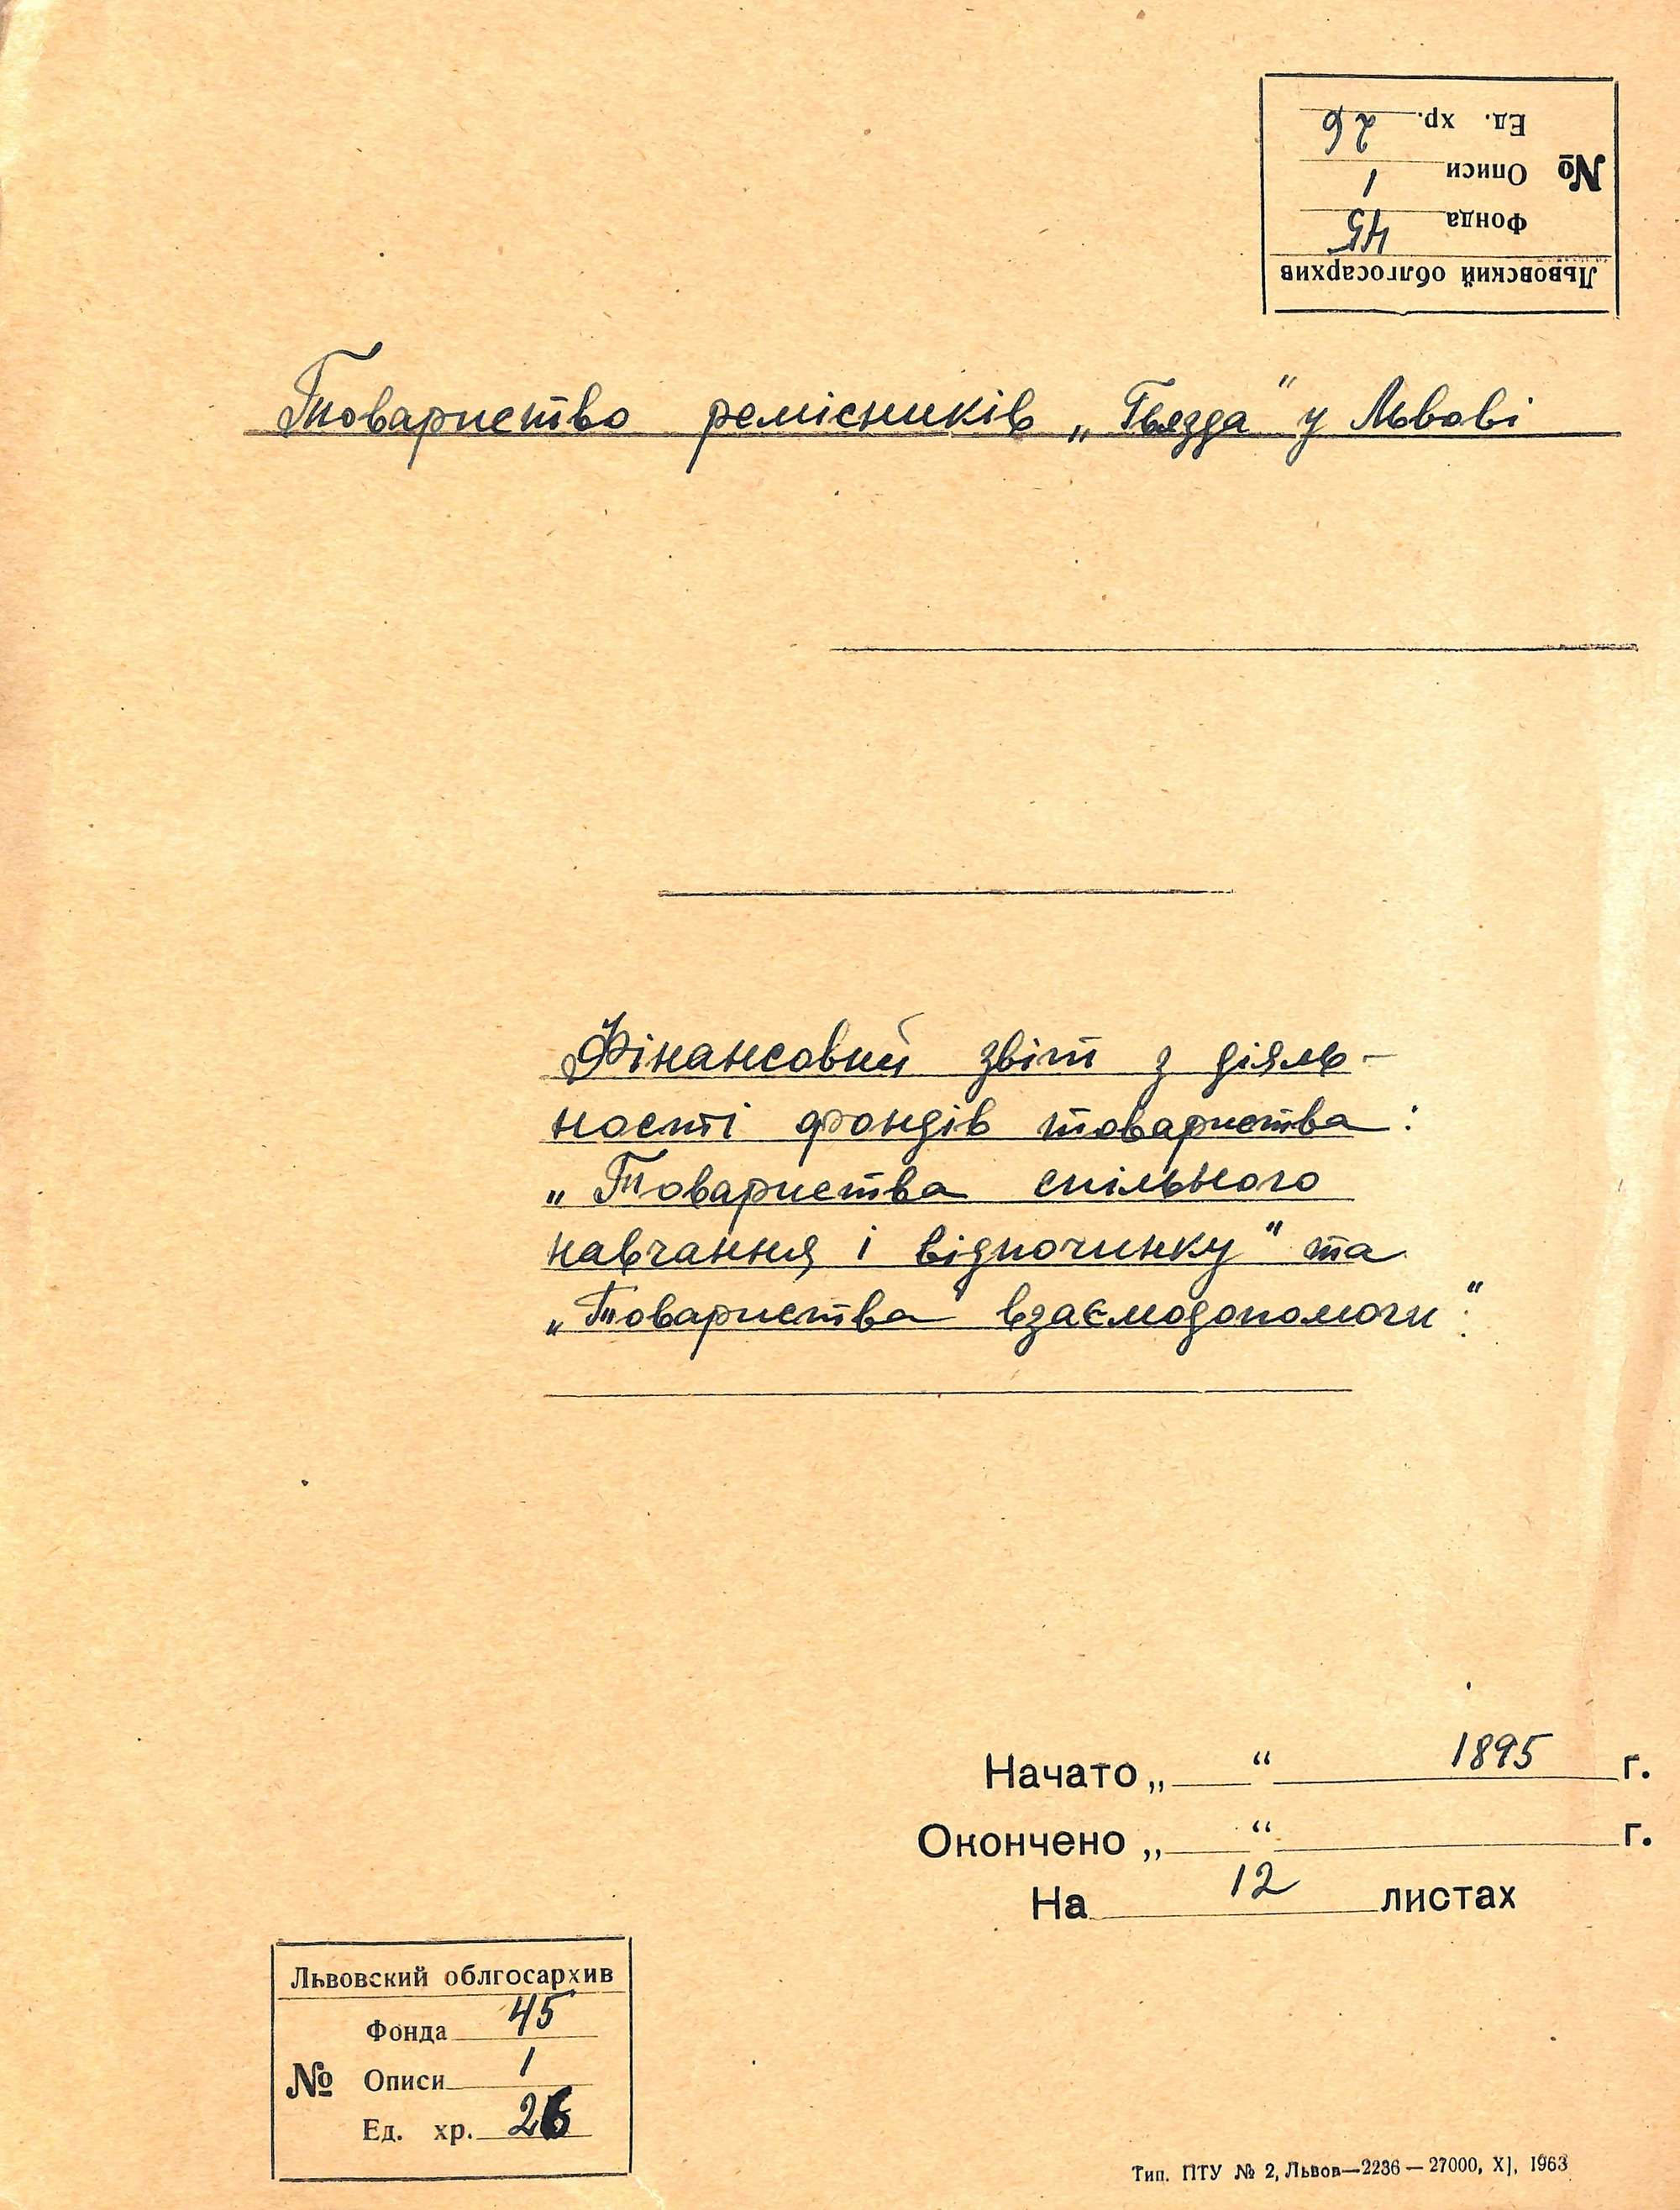 Львовский облгосархив
Фонда 45
№ Описи 1
Ед. хр. 26
Товариство ремісників „Гвязда" у Львові
Фінансовий звіт з діяль-
ності фондів товариства:
„Товариства спільного
навчання і відпочинку" та
„Товариства взаємодопомоги".
Начато „ " 1895 г.
Окончено „ " г.
На 12 листах
Львовский облгосархив
Фонда 45
№ Описи 1
Ед. хр. 26
Тип. ПТУ № 2, Львов—2236 — 27000, XI, 1963